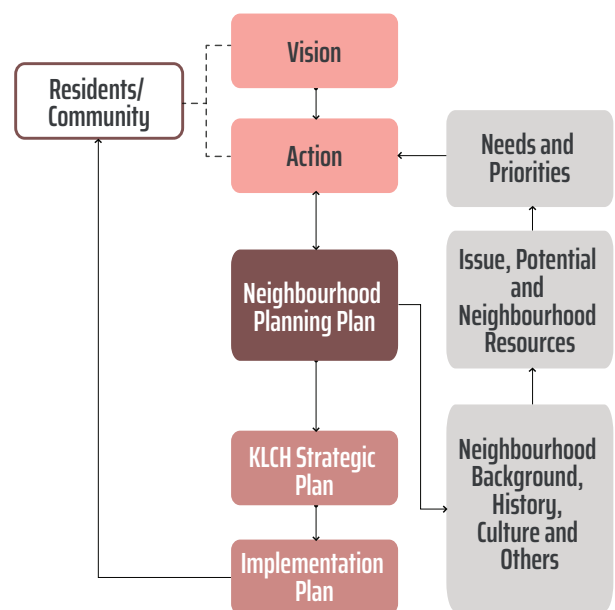 Vision
Residents/
Community
Action
Needs and
Priorities
Neighbourhood
Planning Plan
Issue, Potential
and
Neighbourhood
Resources
KLCH Strategic
Plan
Neighbourhood
Background,
History,
Culture and
Others
Implementation
Plan